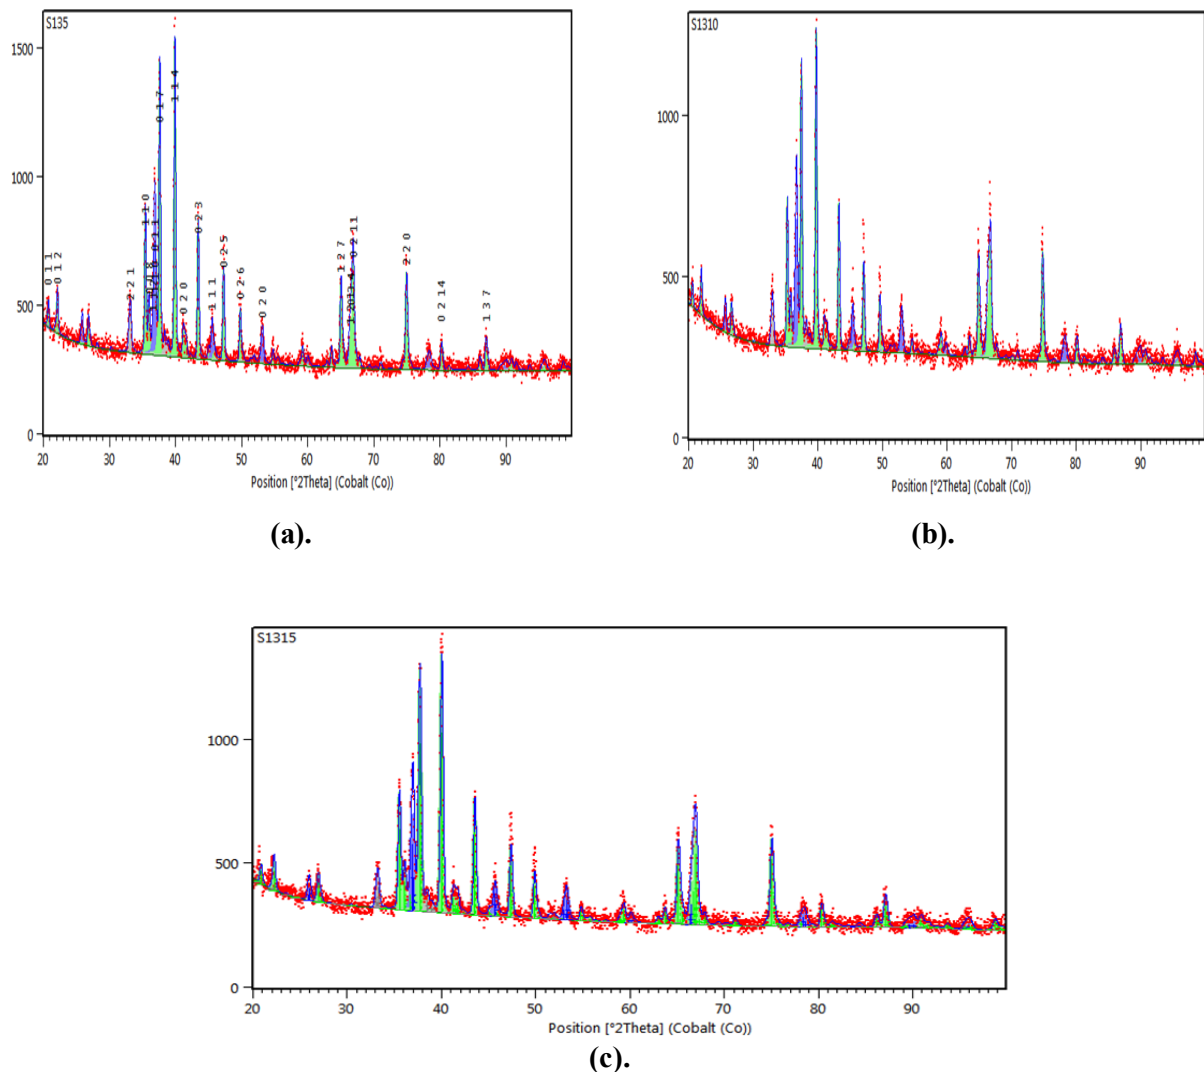 S135
1500
1000
500
0
0 1 1
0 1 2
2 2 1
1 1 0
0 1 7
1 1 4
0 2 0
0 2 3
1 1 1
0 2 5
0 2 6
0 2 0
1 2 7
0 2 11
2 2 0
0 2 14
1 3 7
20 30 40 50 60 70 80 90
Position [°2Theta] (Cobalt (Co))
(a).
S1310
1000
500
0
20 30 40 50 60 70 80 90
Position [°2Theta] (Cobalt (Co))
(b).
S1315
1000
500
0
20 30 40 50 60 70 80 90
Position [°2Theta] (Cobalt (Co))
(c).